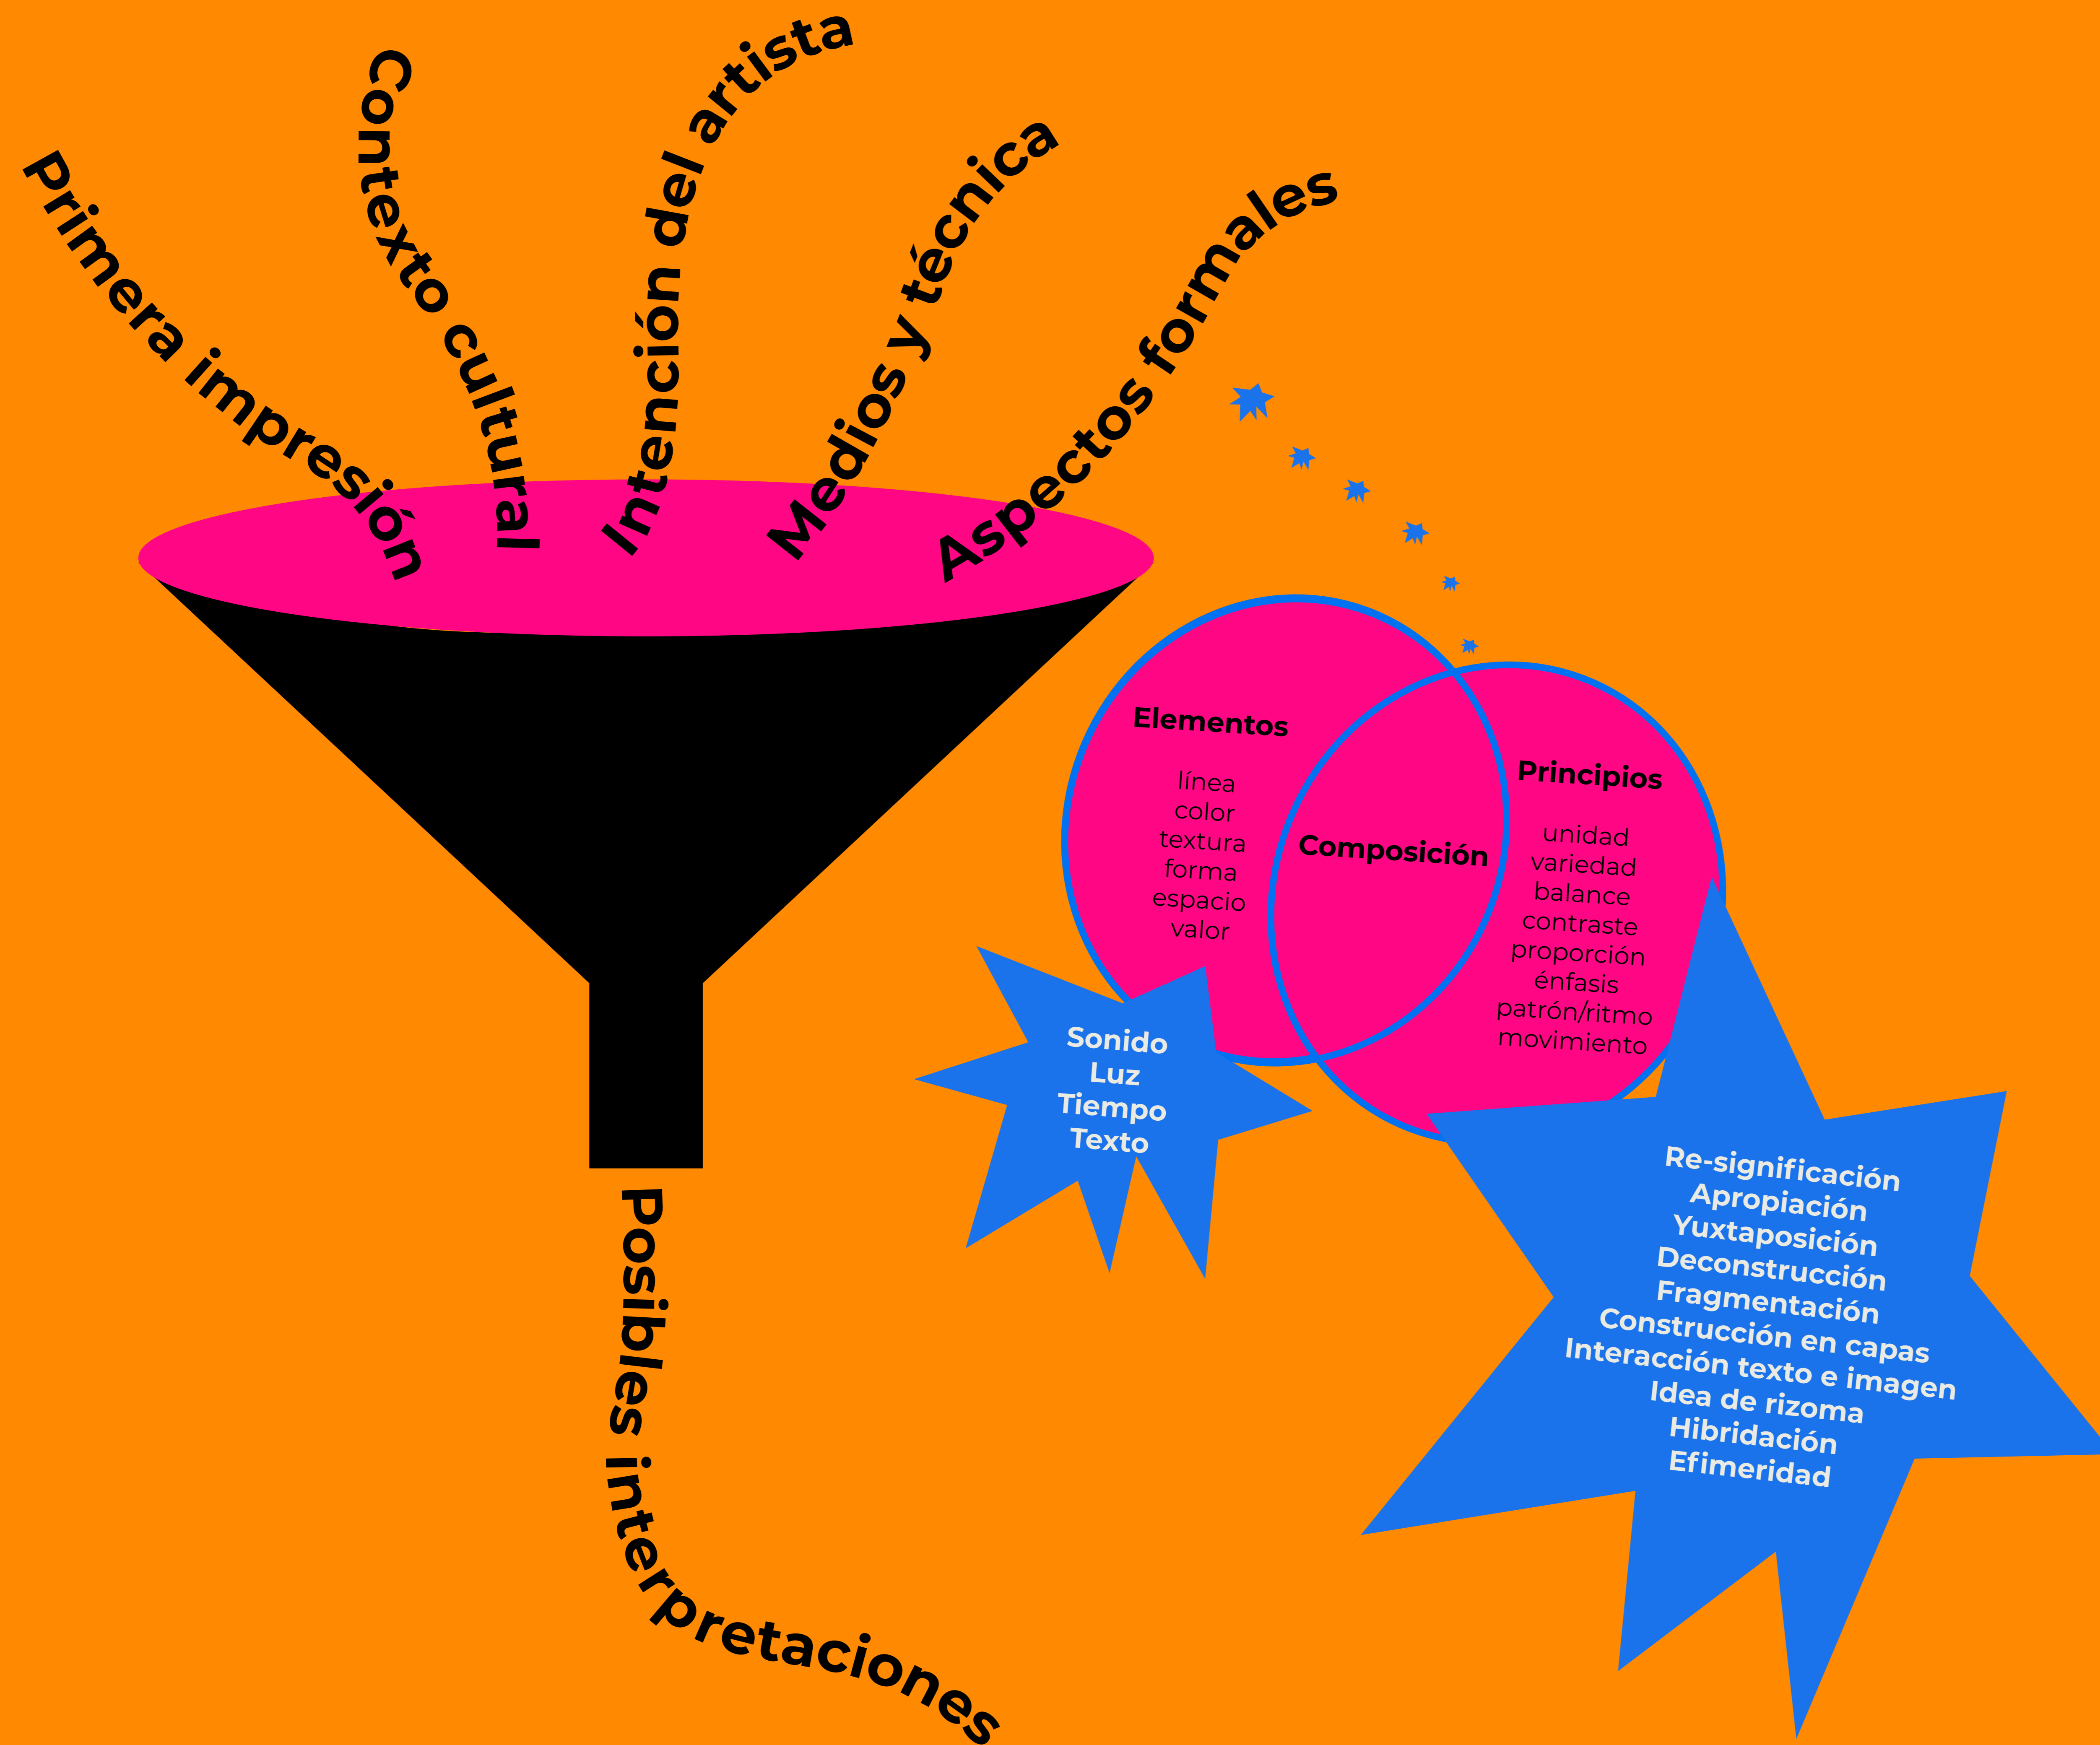 Primera impresión
Contexto cultural
Intención del artista
Medios y tècnica
Aspectos formales
Elementos
línea
color
textura
forma
espacio
valor
Composición
Principios
unidad
variedad
balance
contraste
proporción
énfasis
patrón/ritmo
movimiento
Sonido
Luz
Tiempo
Texto
Re-significación
Apropiación
Yuxtaposición
Deconstrucción
Fragmentación
Construcción en capas
Interacción texto e imagen
Idea de rizoma
Hibridación
Efimeridad
Posibles interpretaciones